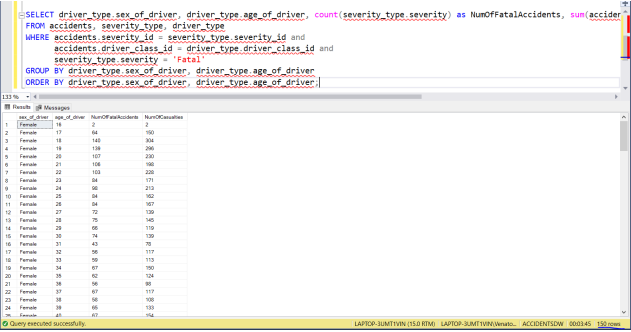 SELECT driver_type.sex_of_driver, driver_type.age_of_driver, count(severity_type.severity) as NumOfFatalAccidents, sum(acciden
FROM accidents, severity_type, driver_type
WHERE accidents.severity_id = severity_type.severity_id and
accidents.driver_class_id = driver_type.driver_class_id and
severity_type.severity = 'Fatal'
GROUP BY driver_type.sex_of_driver, driver_type.age_of_driver
ORDER BY driver_type.sex_of_driver, driver_type.age_of_driver;
133 %
Results Messages
sex_of_driver age_of_driver NumOfFatalAccidents NumOfCasualties
1 Female 16 2 2
2 Female 17 64 150
3 Female 18 140 304
4 Female 19 138 296
5 Female 20 107 230
6 Female 21 106 198
7 Female 22 103 228
8 Female 23 84 171
9 Female 24 98 213
10 Female 25 84 162
11 Female 26 84 167
12 Female 27 72 139
13 Female 28 75 145
14 Female 29 66 119
15 Female 30 74 139
16 Female 31 43 76
17 Female 32 56 117
18 Female 33 59 113
19 Female 34 67 150
20 Female 35 62 124
21 Female 36 56 98
22 Female 37 67 117
23 Female 38 58 108
24 Female 39 65 133
25 Female 40 67 154
Query executed successfully. LAPTOP-3UMT1VIN (15.0 RTM) LAPTOP-3UMT1VIN\Venato... ACCIDENTSDW 00:03:45 150 rows